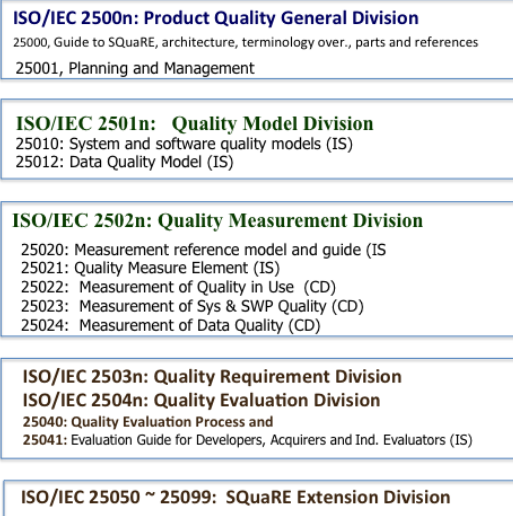 ISO/IEC 2500n: Product Quality General Division
25000, Guide to SQuaRE, architecture, terminology over., parts and references
25001, Planning and Management
ISO/IEC 2501n: Quality Model Division
25010: System and software quality models (IS)
25012: Data Quality Model (IS)
ISO/IEC 2502n: Quality Measurement Division
25020: Measurement reference model and guide (IS
25021: Quality Measure Element (IS)
25022: Measurement of Quality in Use (CD)
25023: Measurement of Sys & SWP Quality (CD)
25024: Measurement of Data Quality (CD)
ISO/IEC 2503n: Quality Requirement Division
ISO/IEC 2504n: Quality Evaluation Division
25040: Quality Evaluation Process and
25041: Evaluation Guide for Developers, Acquirers and Ind. Evaluators (IS)
ISO/IEC 25050 ~ 25099: SQuaRE Extension Division